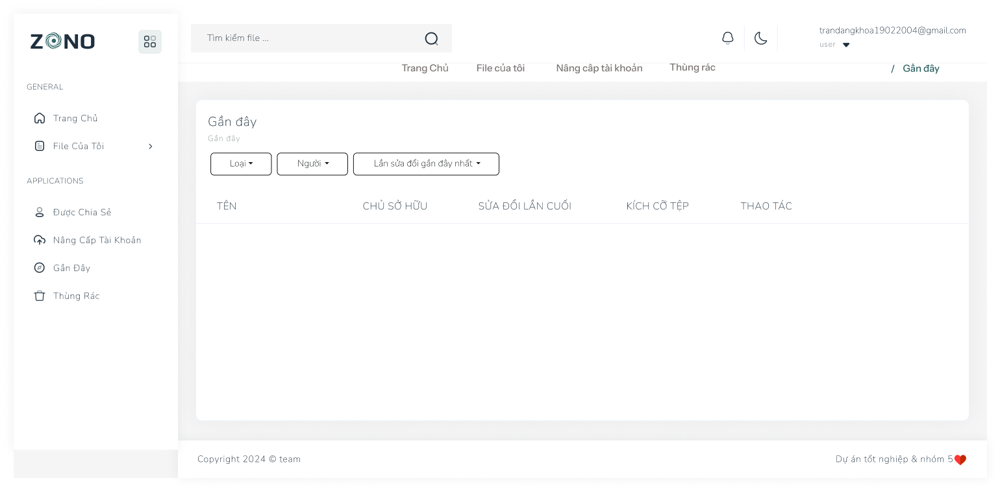 ZONO
Tìm kiếm file ...
trandangkhoa19022004@gmail.com
user
Trang Chủ
File của tôi
Nâng câp tài khoản
Thùng rác
/ Gần đây
GENERAL
Trang Chủ
File Của Tôi
APPLICATIONS
Được Chia Sẻ
Nâng Cấp Tài Khoản
Gần Đây
Thùng Rác
Gần đây
Gần đây
Loại
Người
Lần sửa đổi gần đây nhất
TÊN
CHỦ SỞ HỮU
SỬA ĐỔI LẦN CUỐI
KÍCH CỠ TỆP
THAO TÁC
Copyright 2024 © team
Dự án tốt nghiệp & nhóm 5